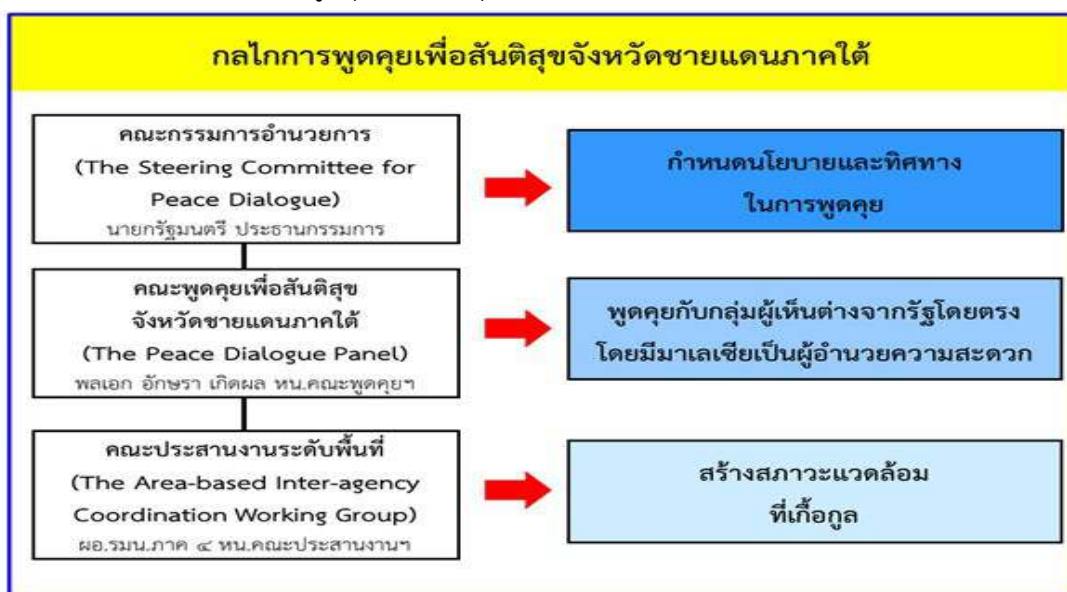 กลไกการพูดคุยเพื่อสันติสุขจังหวัดชายแดนภาคใต้
คณะกรรมการอำนวยการ
(The Steering Committee for
Peace Dialogue)
นายกรัฐมนตรี ประธานกรรมการ
กำหนดนโยบายและทิศทาง
ในการพูดคุย
คณะพูดคุยเพื่อสันติสุข
จังหวัดชายแดนภาคใต้
(The Peace Dialogue Panel)
พลเอก อักษรา เกิดผล หน.คณะพูดคุยฯ
พูดคุยกับกลุ่มผู้เห็นต่างจากรัฐโดยตรง
โดยมีมาเลเซียเป็นผู้อำนวยความสะดวก
คณะประสานงานระดับพื้นที่
(The Area-based Inter-agency
Coordination Working Group)
ผอ.รมน.ภาค ๔ หน.คณะประสานงานฯ
สร้างสภาวะแวดล้อม
ที่เกื้อกูล